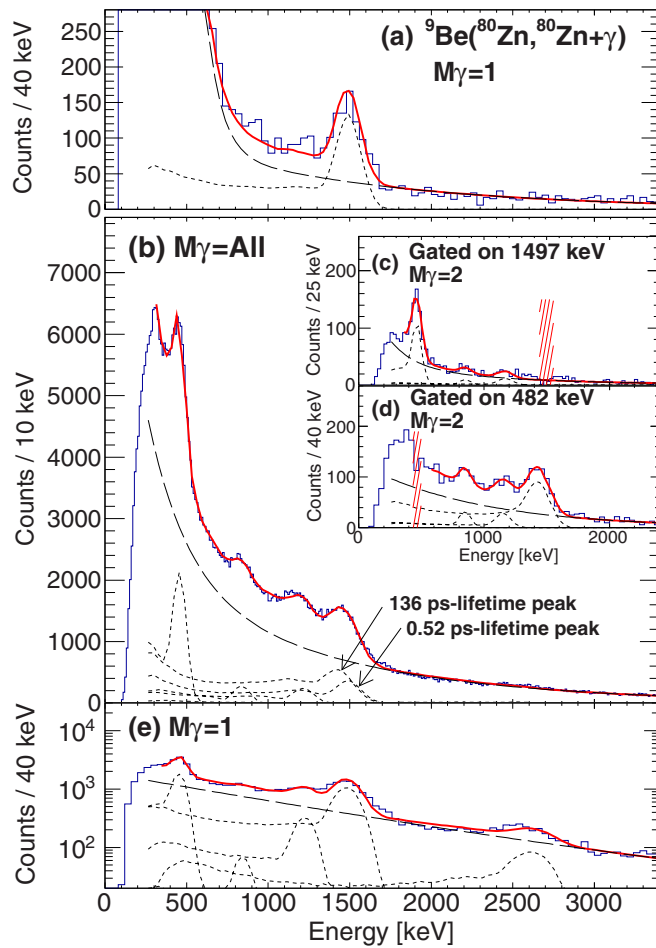 (a) ⁹Be(⁸⁰Zn,⁸⁰Zn+γ)
Mγ=1
Counts / 40 keV
250
200
150
100
50
0
(b) Mγ=All
Counts / 10 keV
7000
6000
5000
4000
3000
2000
1000
0
(c) Gated on 1497 keV
Mγ=2
Counts / 25 keV
200
100
0
(d) Gated on 482 keV
Mγ=2
Counts / 40 keV
200
100
0
0 1000 2000
Energy [keV]
136 ps-lifetime peak
0.52 ps-lifetime peak
(e) Mγ=1
Counts / 40 keV
10⁴
10³
10²
0 500 1000 1500 2000 2500 3000
Energy [keV]